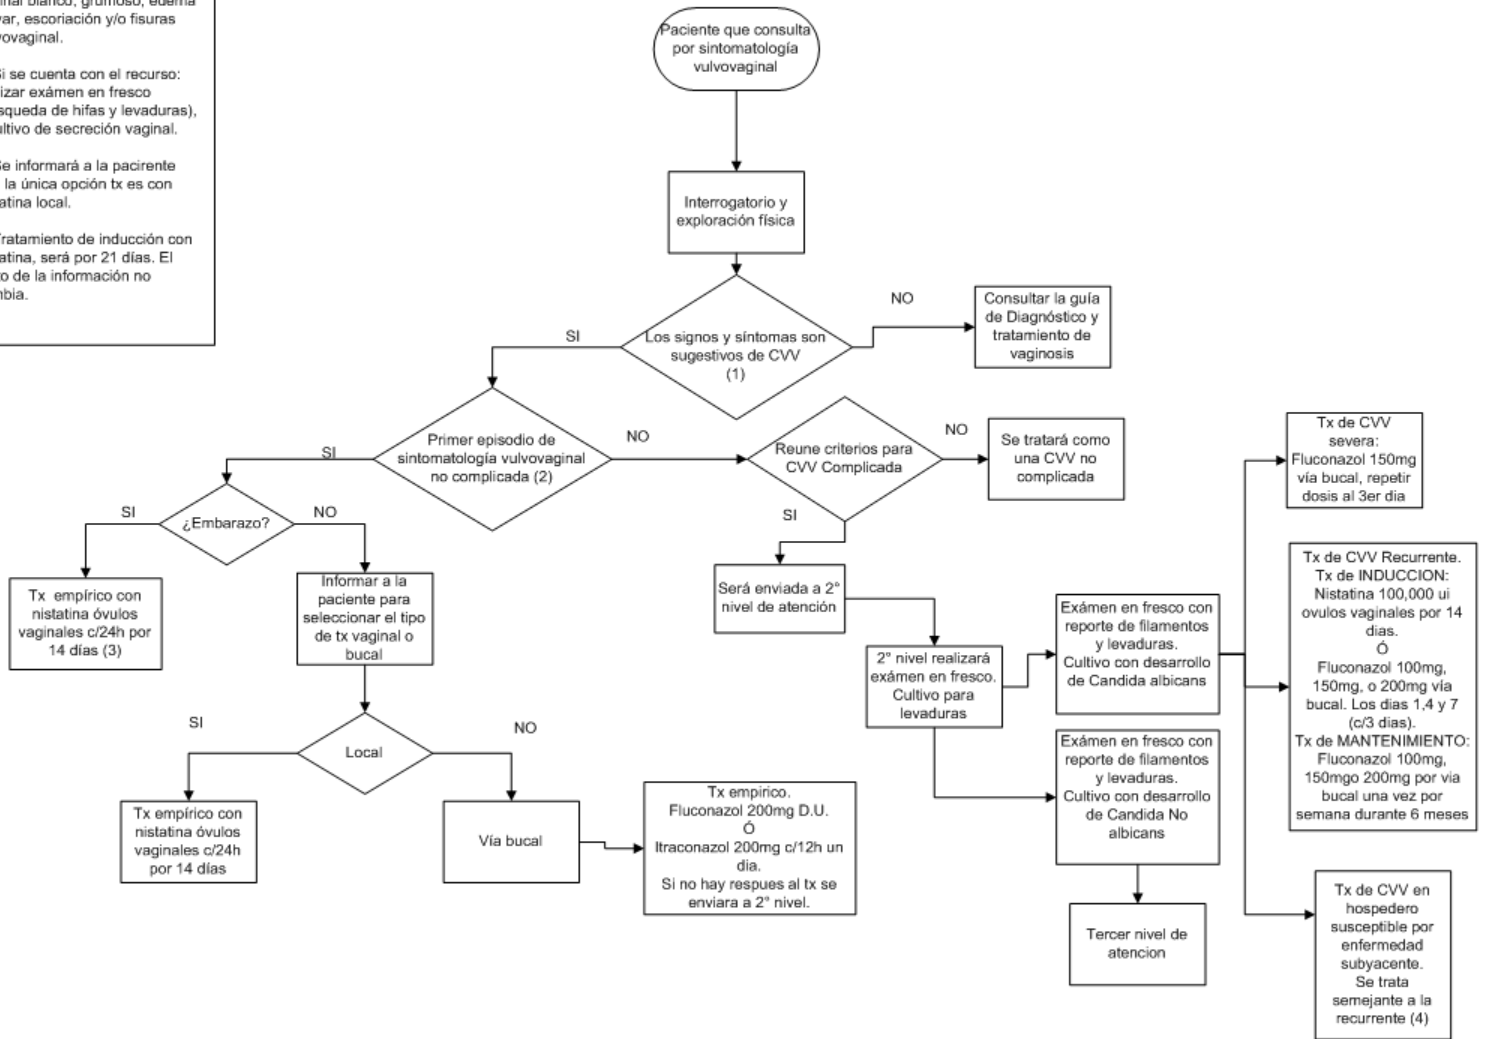 blanco, grumoso, edema
escoriación y/o fisuras
si se cuenta con el recurso:
exámen en fresco
de hifas y levaduras),
de secreción vaginal.
Se informará a la pacirente
la única opción tx es con
local.
Tratamiento de inducción con
será por 21 días. El
de la información no
Paciente que consulta
por sintomatología
vulvovaginal
Interrogatorio y
exploración física
Los signos y síntomas son
sugestivos de CVV
(1)
NO
Consultar la guía
de Diagnóstico y
tratamiento de
vaginosis
SI
Primer episodio de
sintomatología vulvovaginal
no complicada (2)
NO
Reune criterios para
CVV Complicada
NO
Se tratará como
una CVV no
complicada
SI
¿Embarazo?
SI
Tx empírico con
nistatina óvulos
vaginales c/24h por
14 días (3)
NO
Informar a la
paciente para
seleccionar el tipo
de tx vaginal o
bucal
Local
SI
Tx empírico con
nistatina óvulos
vaginales c/24h
por 14 días
NO
Vía bucal
Tx empirico.
Fluconazol 200mg D.U.
Ó
Itraconazol 200mg c/12h un
dia.
Si no hay respues al tx se
enviara a 2° nivel.
SI
Será enviada a 2°
nivel de atención
2° nivel realizará
exámen en fresco.
Cultivo para
levaduras
Exámen en fresco con
reporte de filamentos
y levaduras.
Cultivo con desarrollo
de Candida albicans
Exámen en fresco con
reporte de filamentos
y levaduras.
Cultivo con desarrollo
de Candida No
albicans
Tercer nivel de
atencion
Tx de CVV
severa:
Fluconazol 150mg
vía bucal, repetir
dosis al 3er dia
Tx de CVV Recurrente.
Tx de INDUCCION:
Nistatina 100,000 ui
ovulos vaginales por 14
dias.
Ó
Fluconazol 100mg,
150mg, o 200mg vía
bucal. Los dias 1,4 y 7
(c/3 dias).
Tx de MANTENIMIENTO:
Fluconazol 100mg,
150mgo 200mg por via
bucal una vez por
semana durante 6 meses
Tx de CVV en
hospedero
susceptible por
enfermedad
subyacente.
Se trata
semejante a la
recurrente (4)